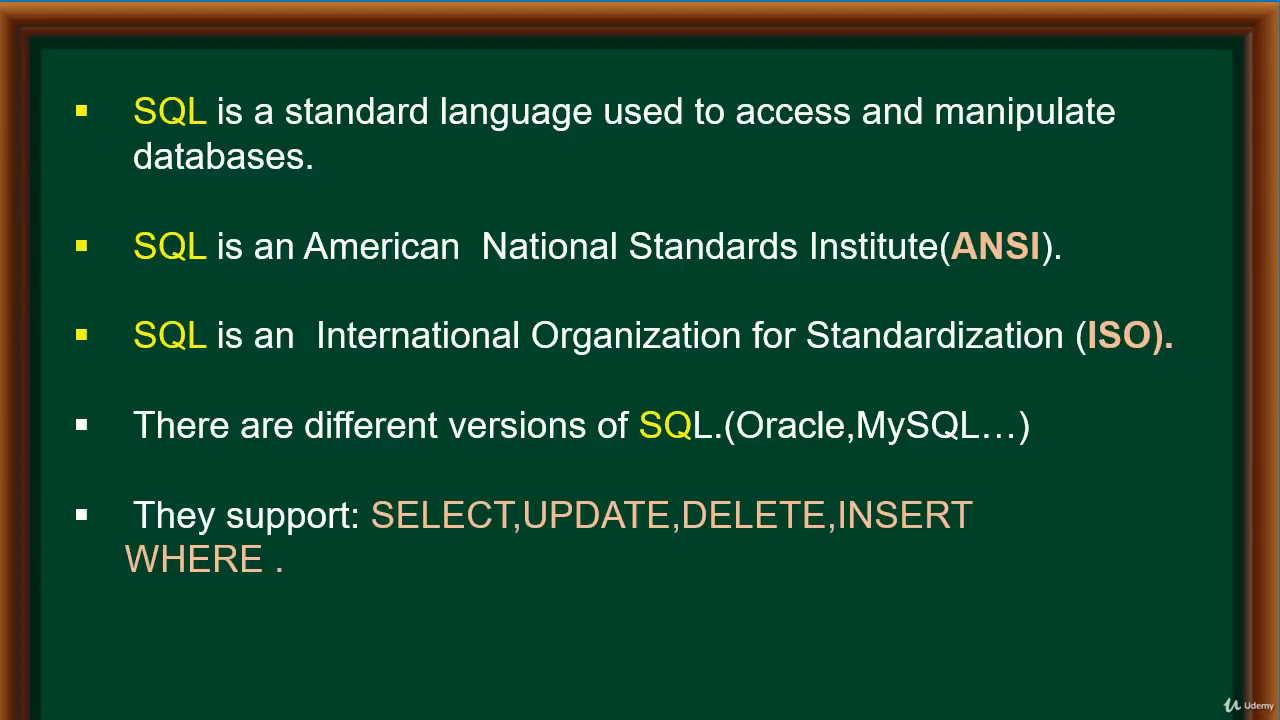 SQL is a standard language used to access and manipulate
databases.
SQL is an American  National Standards Institute(ANSI).
SQL is an  International Organization for Standardization (ISO).
There are different versions of SQL.(Oracle,MySQL…)
They support: SELECT,UPDATE,DELETE,INSERT
WHERE .
Udemy